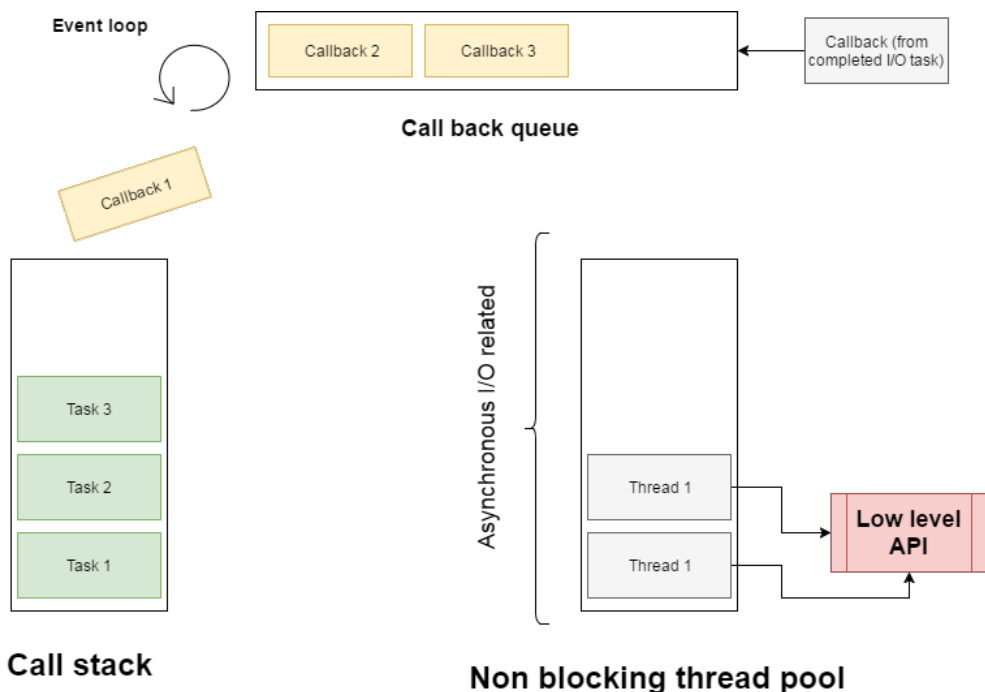 Event loop
Callback 2
Callback 3
Callback (from
completed I/O task)
Call back queue
Callback 1
Task 3
Task 2
Task 1
Call stack
Asynchronous I/O related
Thread 1
Thread 1
Low level
API
Non blocking thread pool